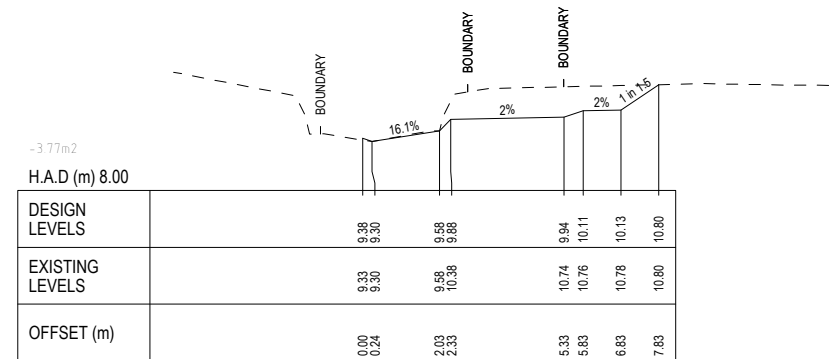 BOUNDARY
BOUNDARY
BOUNDARY
16.1%
2%
2%
1 in 1.5
-3.77m2
H.A.D (m) 8.00
DESIGN
LEVELS
9.38 9.30 9.58 9.88 9.94 10.11 10.13 10.80
EXISTING
LEVELS
9.33 9.30 9.58 10.38 10.74 10.76 10.78 10.80
OFFSET (m)
0.00 0.24 2.03 2.33 5.33 5.83 6.83 7.83